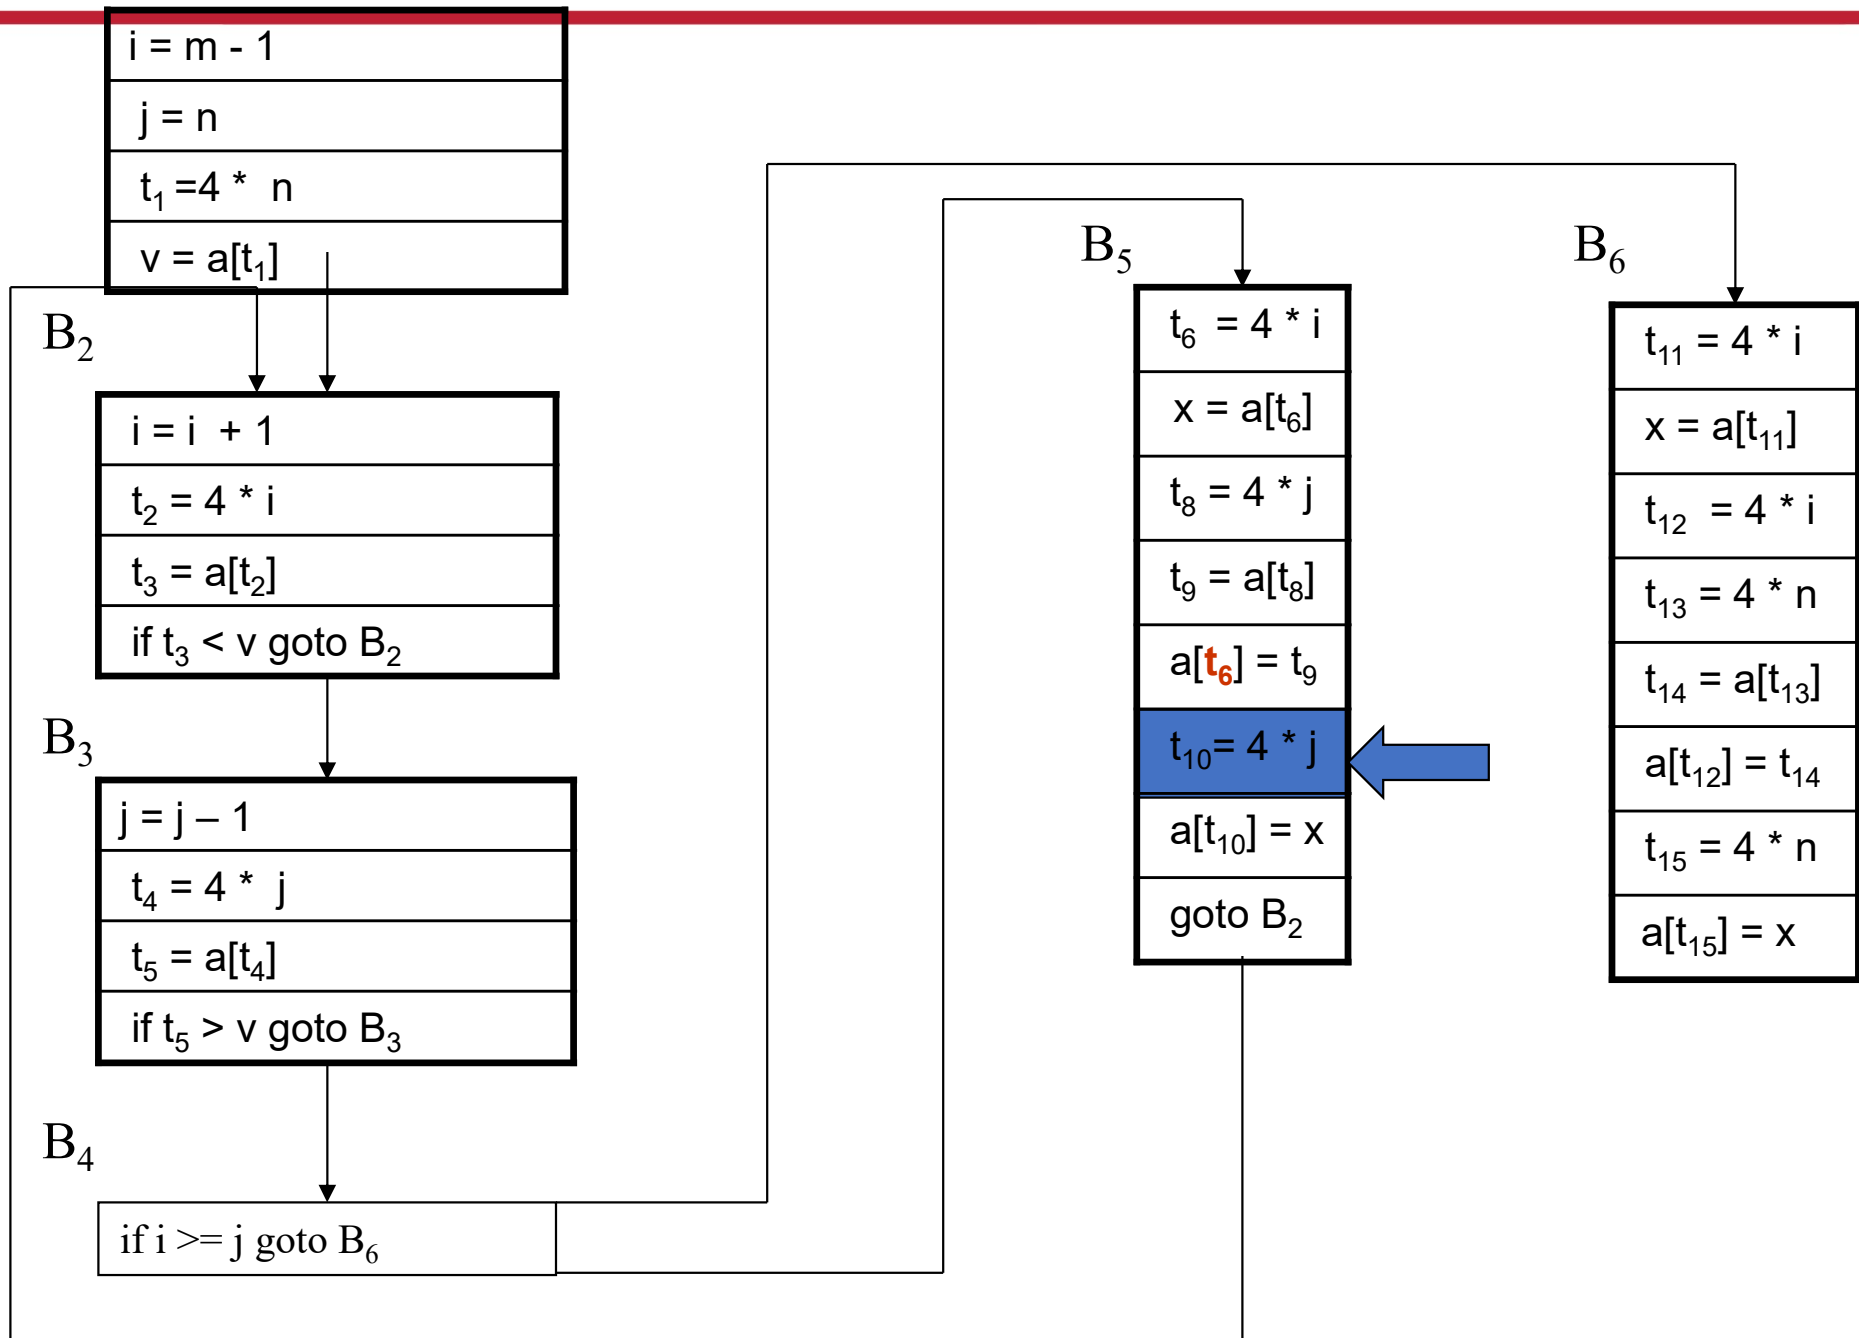 i = m - 1
j = n
t₁ =4 * n
v = a[t₁]
B₂
i = i + 1
t₂ = 4 * i
t₃ = a[t₂]
if t₃ < v goto B₂
B₃
j = j – 1
t₄ = 4 * j
t₅ = a[t₄]
if t₅ > v goto B₃
B₄
if i >= j goto B₆
B₅
t₆ = 4 * i
x = a[t₆]
t₈ = 4 * j
t₉ = a[t₈]
a[t₆] = t₉
t₁₀= 4 * j
a[t₁₀] = x
goto B₂
B₆
t₁₁ = 4 * i
x = a[t₁₁]
t₁₂ = 4 * i
t₁₃ = 4 * n
t₁₄ = a[t₁₃]
a[t₁₂] = t₁₄
t₁₅ = 4 * n
a[t₁₅] = x